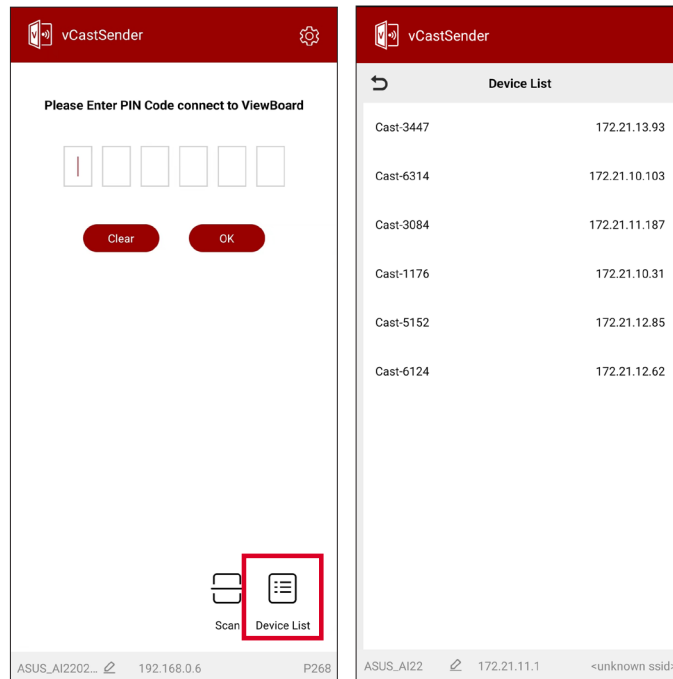 vCastSender
Please Enter PIN Code connect to ViewBoard
Clear
OK
Scan
Device List
ASUS_AI2202...
192.168.0.6
P268
vCastSender
Device List
Cast-3447
172.21.13.93
Cast-6314
172.21.10.103
Cast-3084
172.21.11.187
Cast-1176
172.21.10.31
Cast-5152
172.21.12.85
Cast-6124
172.21.12.62
ASUS_AI22
172.21.11.1
<unknown ssid>